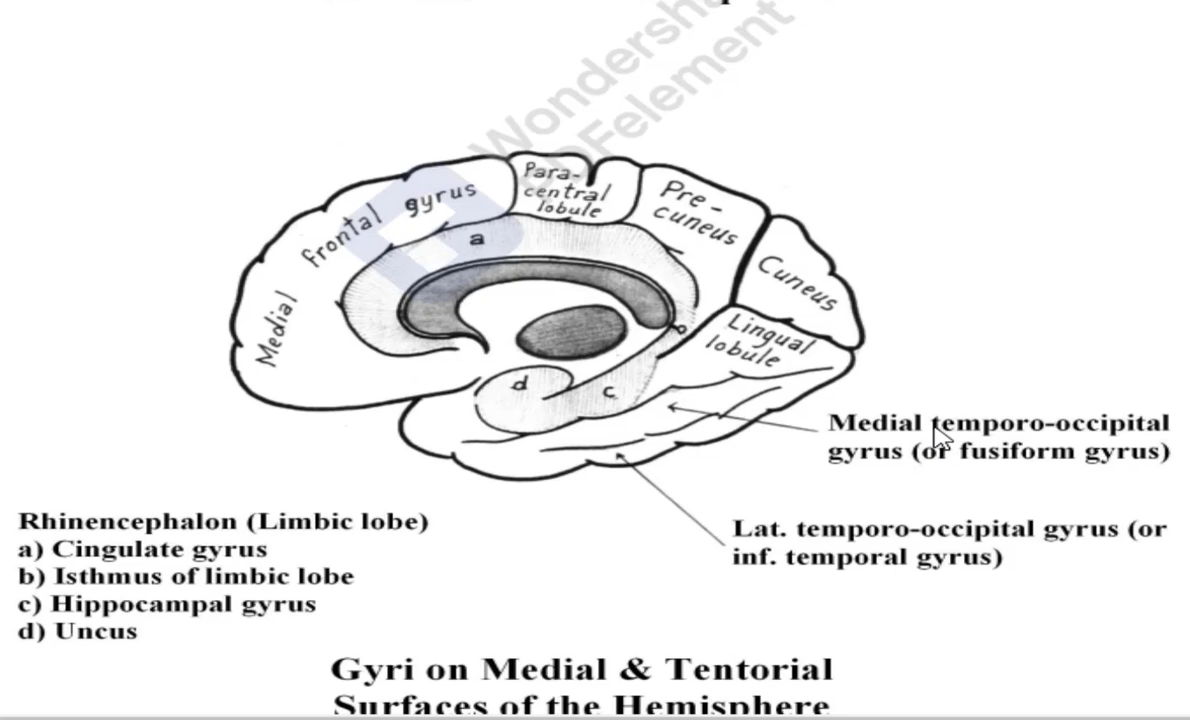 Wondersha
PDFelement
Para-
central
lobule
Pre-
cuneus
Cuneus
Medial frontal gyrus
a
Lingual
lobule
b
d
c
Medial temporo-occipital
gyrus (or fusiform gyrus)
Lat. temporo-occipital gyrus (or
inf. temporal gyrus)
Rhinencephalon (Limbic lobe)
a) Cingulate gyrus
b) Isthmus of limbic lobe
c) Hippocampal gyrus
d) Uncus
Gyri on Medial & Tentorial
Surfaces of the Hemisphere